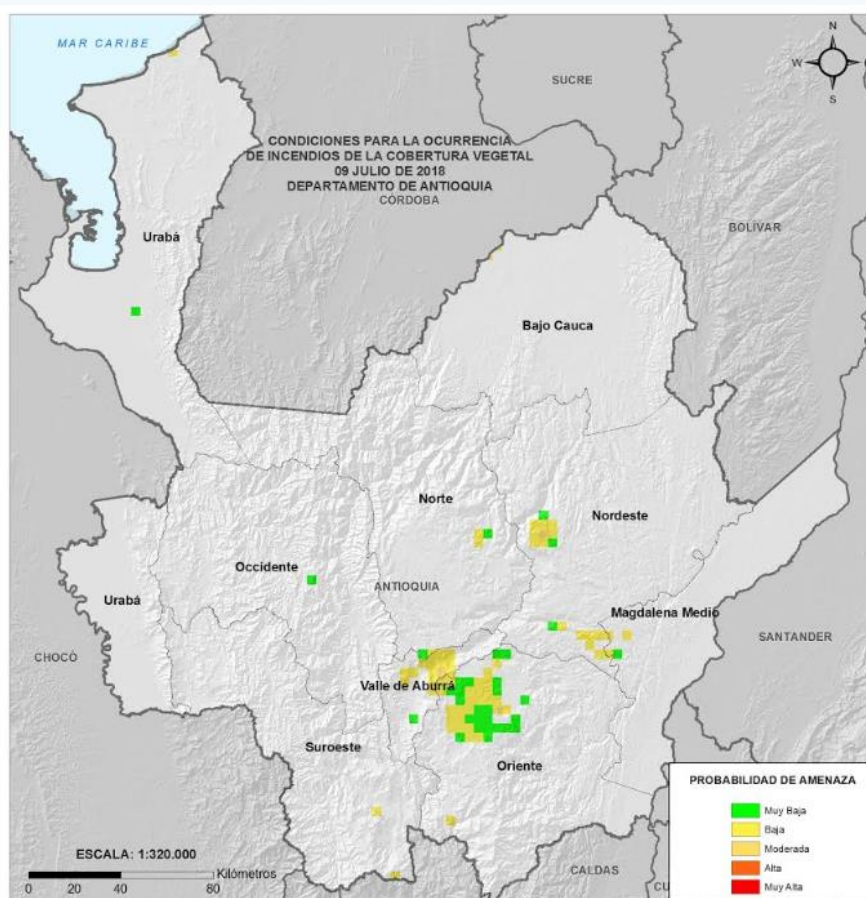 MAR CARIBE
N
W
S
SUCRE
CONDICIONES PARA LA OCURRENCIA
DE INCENDIOS DE LA COBERTURA VEGETAL
09 JULIO DE 2018
DEPARTAMENTO DE ANTIOQUIA
CÓRDOBA
BOLÍVAR
Urabá
Bajo Cauca
Norte
Nordeste
Occidente
ANTIOQUIA
Urabá
Magdalena Medio
SANTANDER
CHOCÓ
Valle de Aburrá
Suroeste
Oriente
PROBABILIDAD DE AMENAZA
Muy Baja
Baja
Moderada
Alta
Muy Alta
ESCALA: 1:320.000
Kilómetros
0 20 40 80
CALDAS
CU